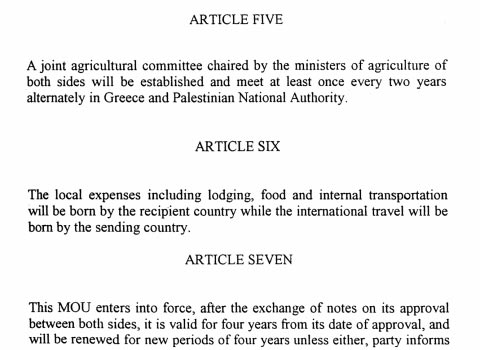 ARTICLE FIVE
A joint agricultural committee chaired by the ministers of agriculture of
both sides will be established and meet at least once every two years
alternately in Greece and Palestinian National Authority.
ARTICLE SIX
The local expenses including lodging, food and internal transportation
will be born by the recipient country while the international travel will be
born by the sending country.
ARTICLE SEVEN
This MOU enters into force, after the exchange of notes on its approval
between both sides, it is valid for four years from its date of approval, and
will be renewed for new periods of four years unless either, party informs